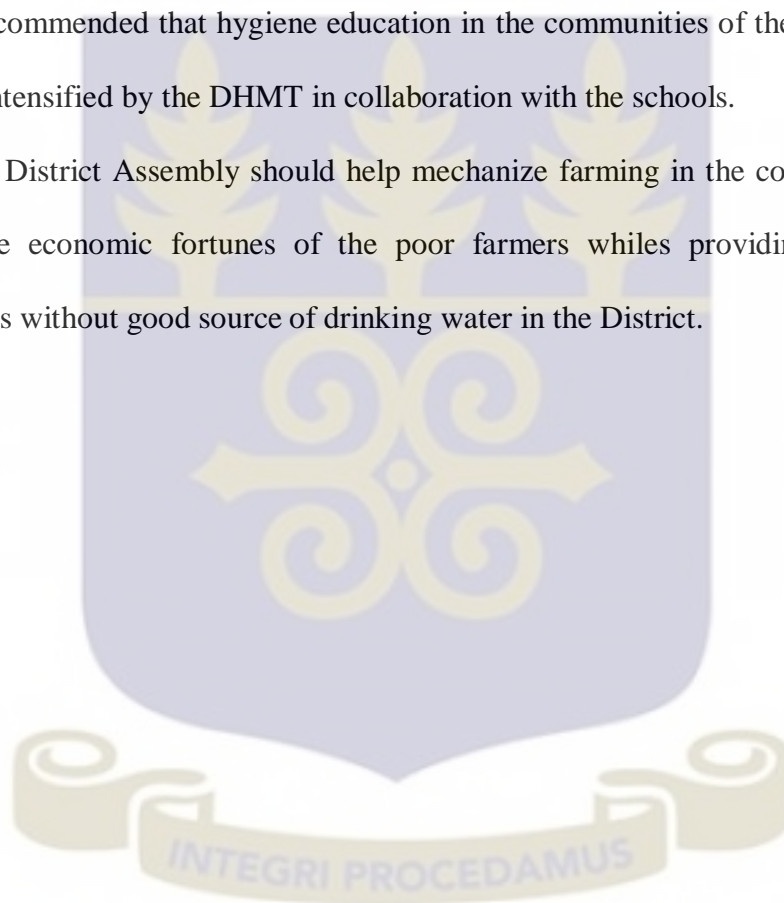 commended that hygiene education in the communities of the
ntensified by the DHMT in collaboration with the schools.
District Assembly should help mechanize farming in the co
e economic fortunes of the poor farmers whiles providin
s without good source of drinking water in the District.
INTEGRI PROCEDAMUS